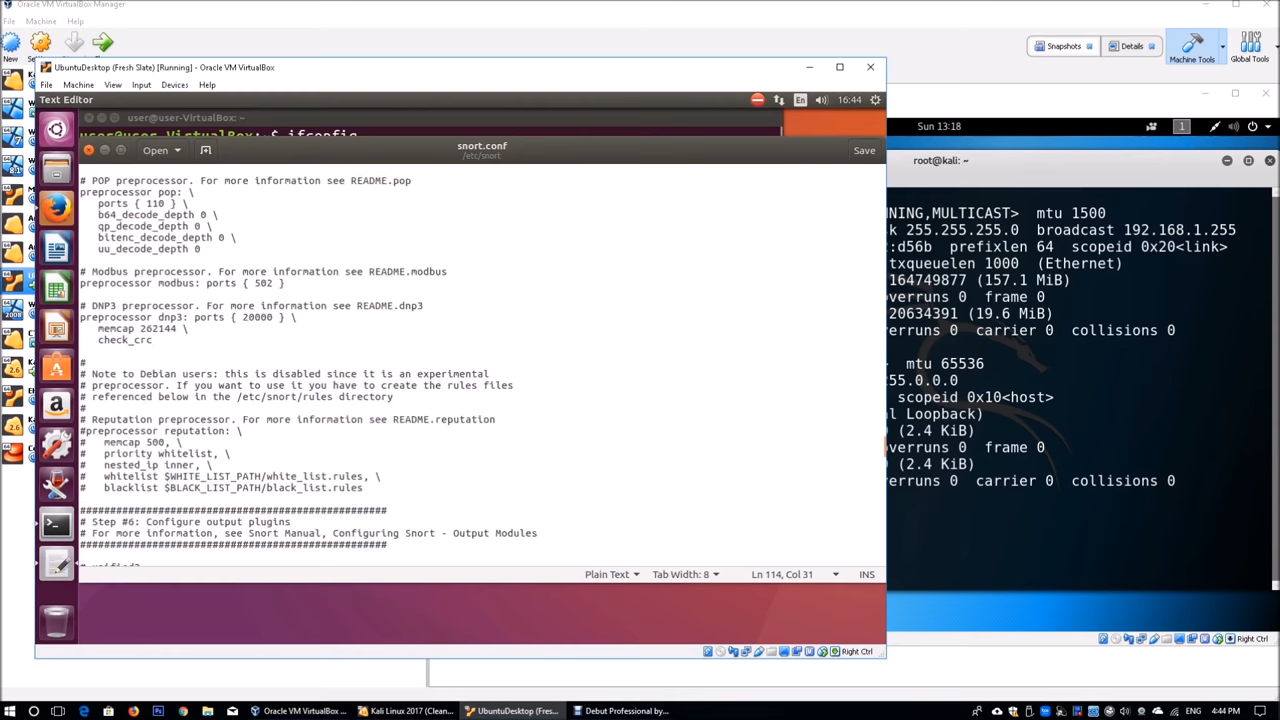 Oracle VM VirtualBox Manager
File Machine Help
New
Snapshots Details
Machine Tools Global Tools
UbuntuDesktop (Fresh Slate) [Running] - Oracle VM VirtualBox
File Machine View Input Devices Help
Text Editor
En 16:44
user@user-VirtualBox: ~
user@user-VirtualBox:~$ ifconfig
Open
snort.conf
/etc/snort
Save
# POP preprocessor. For more information see README.pop
preprocessor pop: \
ports { 110 } \
b64_decode_depth 0 \
qp_decode_depth 0 \
bitenc_decode_depth 0 \
uu_decode_depth 0
# Modbus preprocessor. For more information see README.modbus
preprocessor modbus: ports { 502 }
# DNP3 preprocessor. For more information see README.dnp3
preprocessor dnp3: ports { 20000 } \
memcap 262144 \
check_crc
#
# Note to Debian users: this is disabled since it is an experimental
# preprocessor. If you want to use it you have to create the rules files
# referenced below in the /etc/snort/rules directory
#
# Reputation preprocessor. For more information see README.reputation
#preprocessor reputation: \
# memcap 500, \
# priority whitelist, \
# nested_ip inner, \
# whitelist $WHITE_LIST_PATH/white_list.rules, \
# blacklist $BLACK_LIST_PATH/black_list.rules
###################################################
# Step #6: Configure output plugins
# For more information, see Snort Manual, Configuring Snort - Output Modules
###################################################
Plain Text Tab Width: 8 Ln 114, Col 31 INS
Right Ctrl
Sun 13:18
1
root@kali: ~
NING,MULTICAST> mtu 1500
k 255.255.255.0 broadcast 192.168.1.255
:d56b prefixlen 64 scopeid 0x20<link>
txqueuelen 1000 (Ethernet)
164749877 (157.1 MiB)
overruns 0 frame 0
20634391 (19.6 MiB)
erruns 0 carrier 0 collisions 0
mtu 65536
55.0.0.0
scopeid 0x10<host>
al Loopback)
(2.4 KiB)
erruns 0 frame 0
(2.4 KiB)
erruns 0 carrier 0 collisions 0
Right Ctrl
Oracle VM VirtualBox ...
Kali Linux 2017 (Clean...
UbuntuDesktop (Fres...
Debut Professional by...
4:44 PM